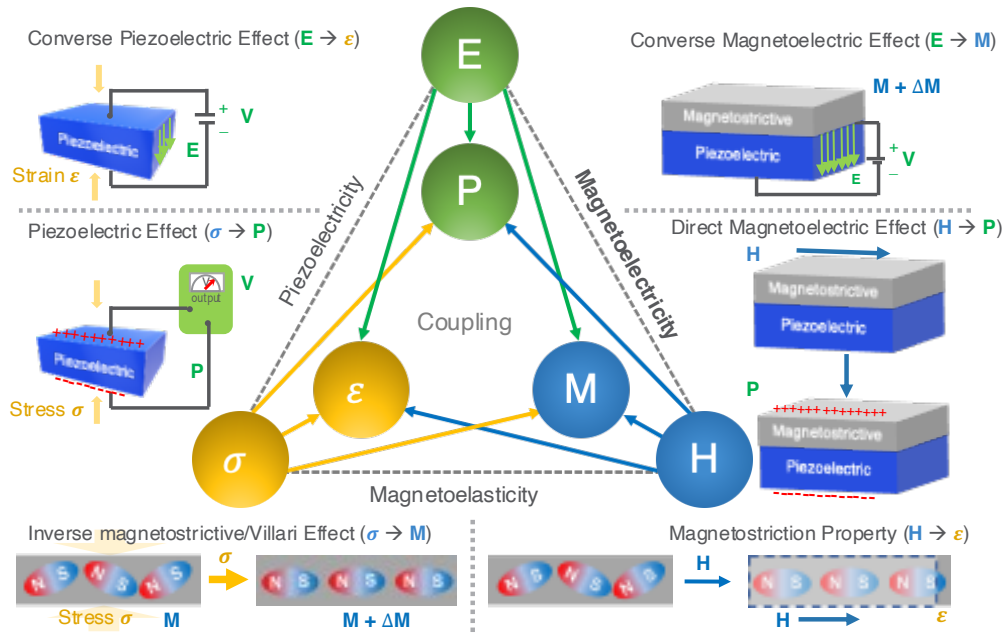 Converse Piezoelectric Effect (E → ε)
Piezoelectric
E
+
−
V
Strain ε
Piezoelectric Effect (σ → P)
V
output
+++++++++++
Piezoelectric
P
Stress σ
E
P
Piezoelectricity
Magnetoelectricity
Coupling
ε
M
σ
H
Magnetoelasticity
Converse Magnetoelectric Effect (E → M)
M + ΔM
Magnetostrictive
Piezoelectric
E
+
−
V
Direct Magnetoelectric Effect (H → P)
H
Magnetostrictive
Piezoelectric
P
++++++++++++++
Magnetostrictive
Piezoelectric
Inverse magnetostrictive/Villari Effect (σ → M)
N S N S N S
σ
N S N S N S
Stress σ
M
M + ΔM
Magnetostriction Property (H → ε)
N S N S N S
H
N S N S N S
H
ε